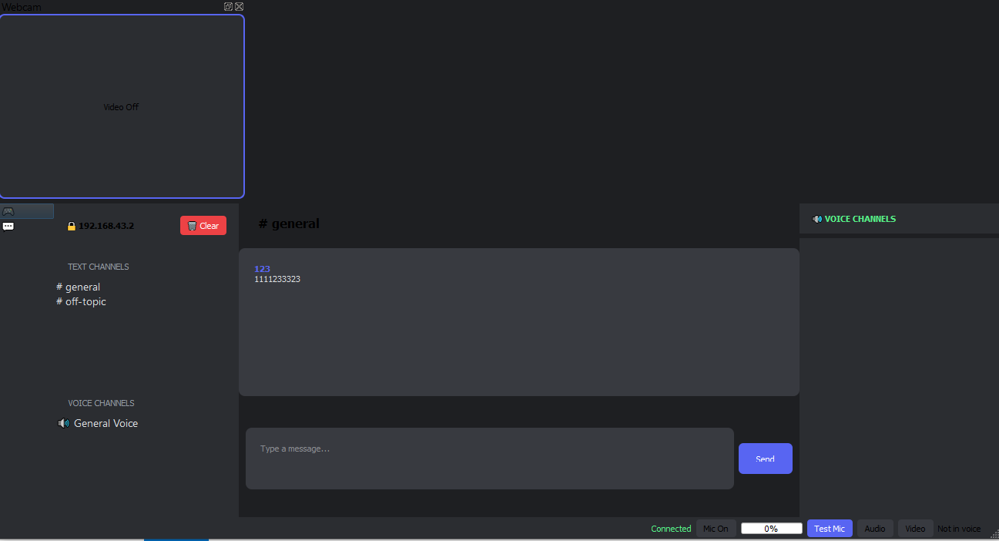 Webcam
Video Off
192.168.43.2
Clear
# general
VOICE CHANNELS
TEXT CHANNELS
# general
# off-topic
123
1111233323
VOICE CHANNELS
General Voice
Type a message...
Send
Connected
Mic On
0%
Test Mic
Audio
Video
Not in voice